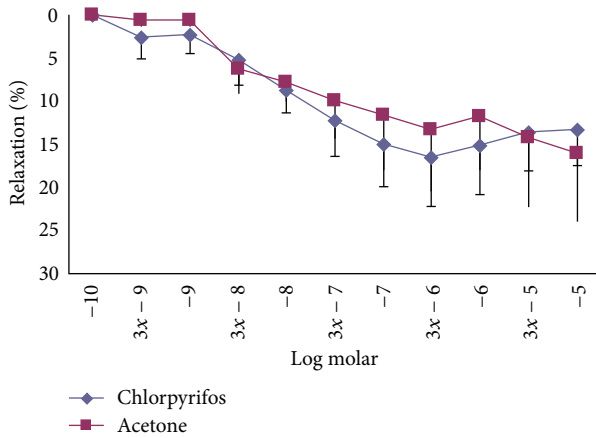 0
5
10
15
20
25
30
Relaxation (%)
−10
3x − 9
−9
3x − 8
−8
3x − 7
−7
3x − 6
−6
3x − 5
−5
Log molar
Chlorpyrifos
Acetone